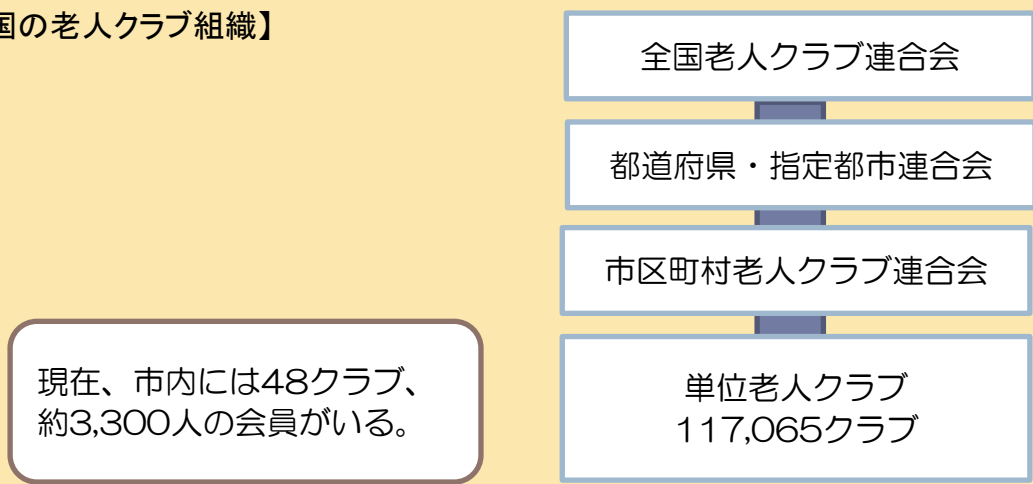 国の老人クラブ組織】
全国老人クラブ連合会
都道府県・指定都市連合会
市区町村老人クラブ連合会
単位老人クラブ
117,065クラブ
現在、市内には48クラブ、
約3,300人の会員がいる。